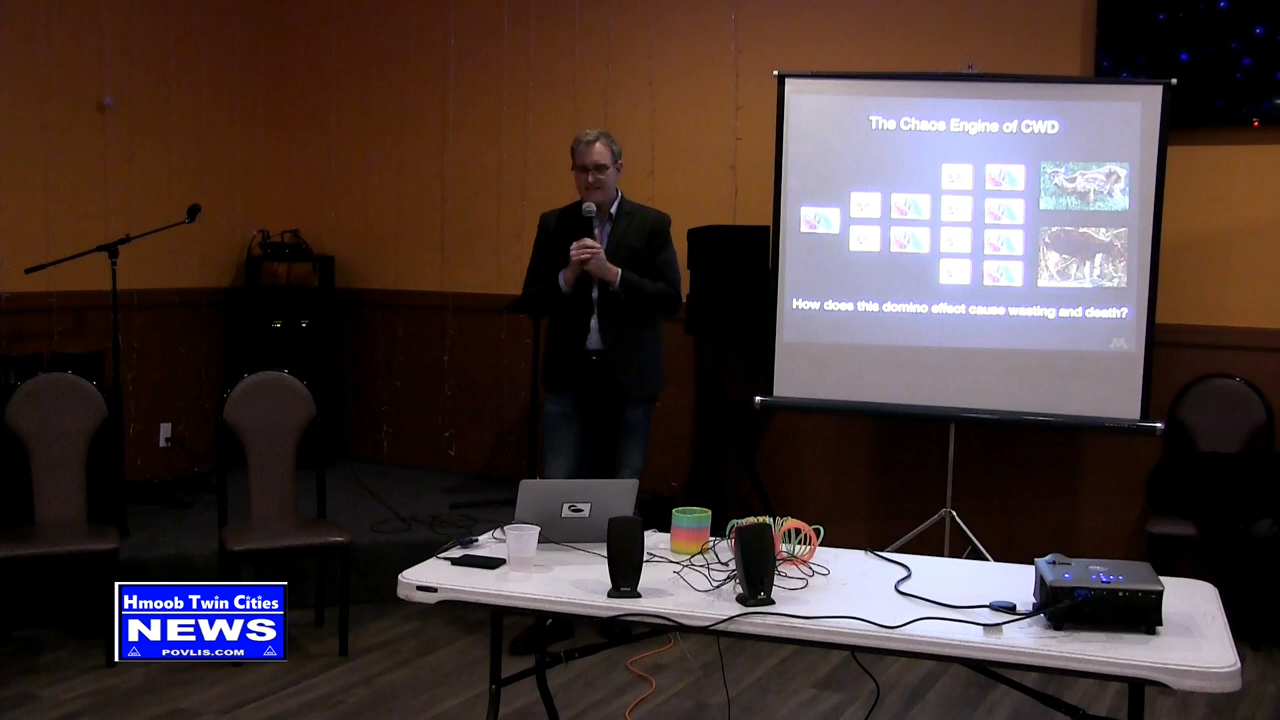 The Chaos Engine of CWD
How does this domino effect cause wasting and death?
Hmoob Twin Cities
NEWS
POVLIS.COM